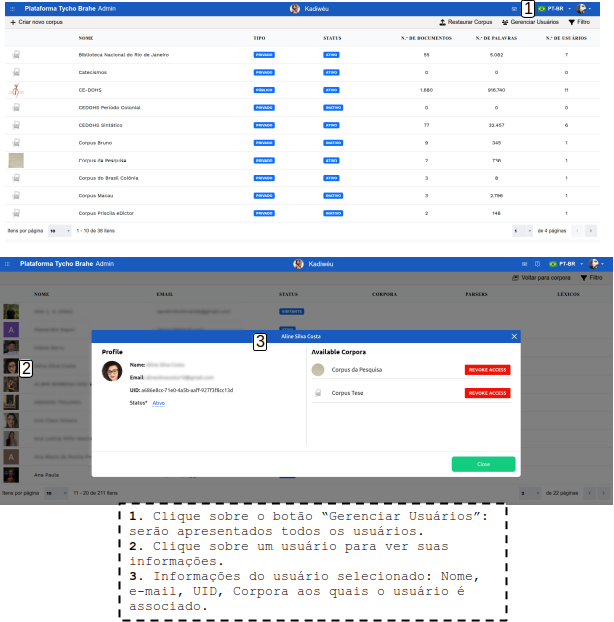 Plataforma Tycho Brahe Admin
Kadiwéu
1
PT-BR
+ Criar novo corpus
Restaurar Corpus
Gerenciar Usuários
Filtro
NOME TIPO STATUS N.º DE DOCUMENTOS N.º DE PALAVRAS N.º DE USUÁRIOS
Biblioteca Nacional do Rio de Janeiro PRIVADO ATIVO 55 5.082 7
Catecismos PRIVADO ATIVO 0 0 0
CE-DOHS PÚBLICO ATIVO 1.680 916.740 11
CEDOHS Período Colonial PRIVADO INATIVO 0 0 0
CEDOHS Sintático PRIVADO ATIVO 77 33.457 8
Corpus Bruno PRIVADO INATIVO 9 345 1
Corpus da Pesquisa PRIVADO ATIVO 716 1
Corpus do Brasil Colônia PRIVADO ATIVO 3 8 1
Corpus Macau PRIVADO INATIVO 3 2.796 1
Corpus Priscila eDictor PRIVADO INATIVO 2 148 1
Itens por página 10 1 - 10 de 38 itens 1 de 4 páginas
Plataforma Tycho Brahe Admin
Kadiwéu
PT-BR
Voltar para corpora
Filtro
NOME EMAIL STATUS CORPORA PARSERS LÉXICOS
VISITANTE
3
Aline Silva Costa
2
Profile
Name:
Email
UID: a686e8cc-71e0-4a5b-aaff-927f3f8cc13d
Status* Ativo
Available Corpora
Corpus da Pesquisa REVOKE ACCESS
Corpus Tese REVOKE ACCESS
Close
Ana Paula
Itens por página 10 11 - 20 de 211 itens 2 de 22 páginas
1. Clique sobre o botão “Gerenciar Usuários”:
serão apresentados todos os usuários.
2. Clique sobre um usuário para ver suas
informações.
3. Informações do usuário selecionado: Nome,
e-mail, UID, Corpora aos quais o usuário é
associado.